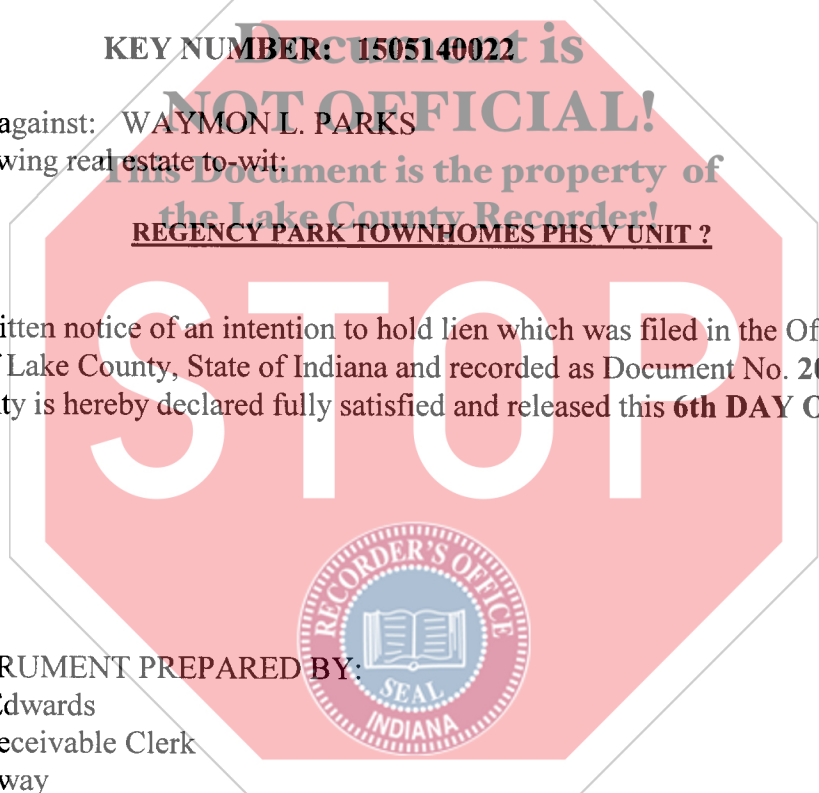 Document is
KEY NUMBER: 1505140022
NOT OFFICIAL!
against: WAYMON L. PARKS
wing real estate to-wit:
This Document is the property of
the Lake County Recorder!
REGENCY PARK TOWNHOMES PHS V UNIT ?
STOP
itten notice of an intention to hold lien which was filed in the Of
f Lake County, State of Indiana and recorded as Document No. 20
ty is hereby declared fully satisfied and released this 6th DAY O
RECORDER'S OFFICE
SEAL
INDIANA
RUMENT PREPARED BY:
Edwards
eceivable Clerk
way